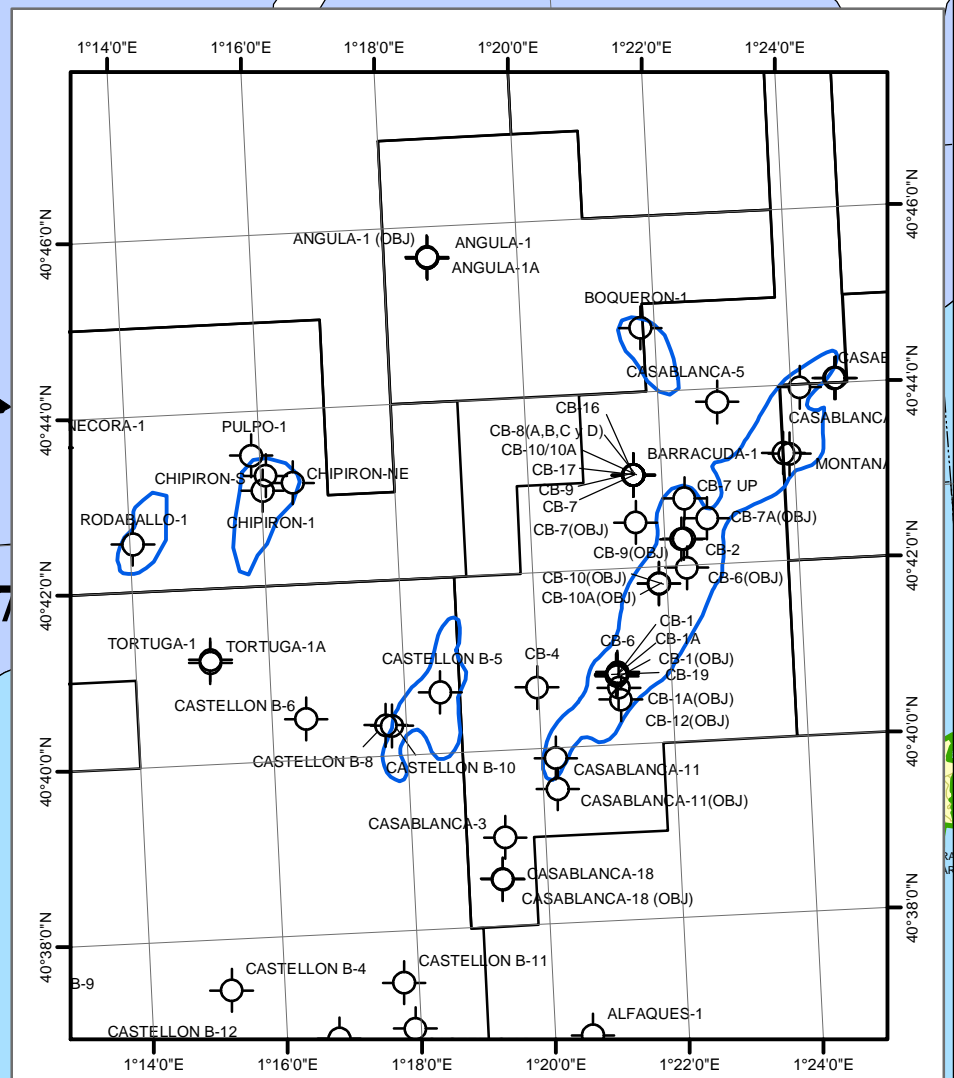 1°14'0"E
1°16'0"E
1°18'0"E
1°20'0"E
1°22'0"E
1°24'0"E
40°46'0"N
40°46'0"N
ANGULA-1 (OBJ)
ANGULA-1
ANGULA-1A
BOQUERON-1
CASABLANCA-5
CASAB
40°44'0"N
40°44'0"N
NECORA-1
PULPO-1
CB-16
CB-8(A,B,C y D)
CB-10/10A
CB-17
CB-9
CB-7
CASABLANCA
BARRACUDA-1
MONTANA
CHIPIRON-S
CHIPIRON-NE
CHIPIRON-1
RODABALLO-1
CB-7 UP
CB-7A(OBJ)
CB-7(OBJ)
CB-9(OBJ)
CB-2
CB-10(OBJ)
CB-10A(OBJ)
CB-6(OBJ)
40°42'0"N
40°42'0"N
7
TORTUGA-1
TORTUGA-1A
CASTELLON B-5
CB-4
CB-6
CB-1
CB-1A
CB-1(OBJ)
CB-19
CB-1A(OBJ)
CB-12(OBJ)
CASTELLON B-6
CASTELLON B-8
CASTELLON B-10
CASABLANCA-11
CASABLANCA-11(OBJ)
40°40'0"N
40°40'0"N
CASABLANCA-3
CASABLANCA-18
CASABLANCA-18 (OBJ)
40°38'0"N
40°38'0"N
B-9
CASTELLON B-4
CASTELLON B-11
CASTELLON B-12
ALFAQUES-1
1°14'0"E
1°16'0"E
1°18'0"E
1°20'0"E
1°22'0"E
1°24'0"E